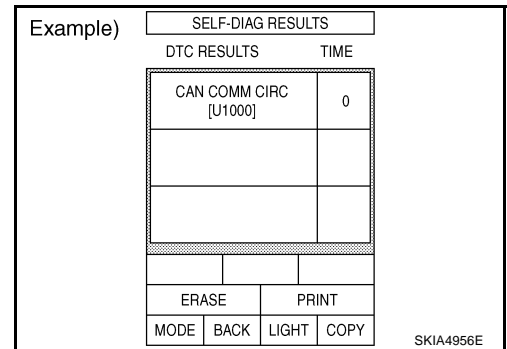 Example)
SELF-DIAG RESULTS
DTC RESULTS TIME
CAN COMM CIRC 0
[U1000]
ERASE PRINT
MODE BACK LIGHT COPY
SKIA4956E